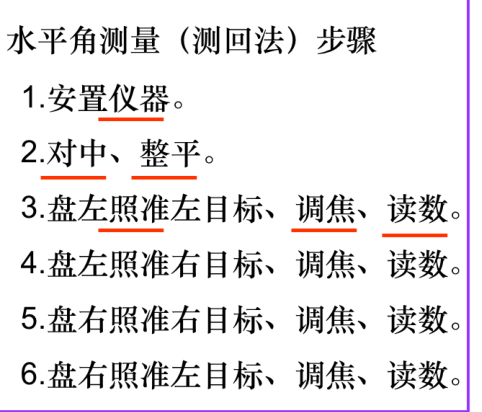 水平角测量（测回法）步骤
1.安置仪器。
2.对中、整平。
3.盘左照准左目标、调焦、读数。
4.盘左照准右目标、调焦、读数。
5.盘右照准右目标、调焦、读数。
6.盘右照准左目标、调焦、读数。